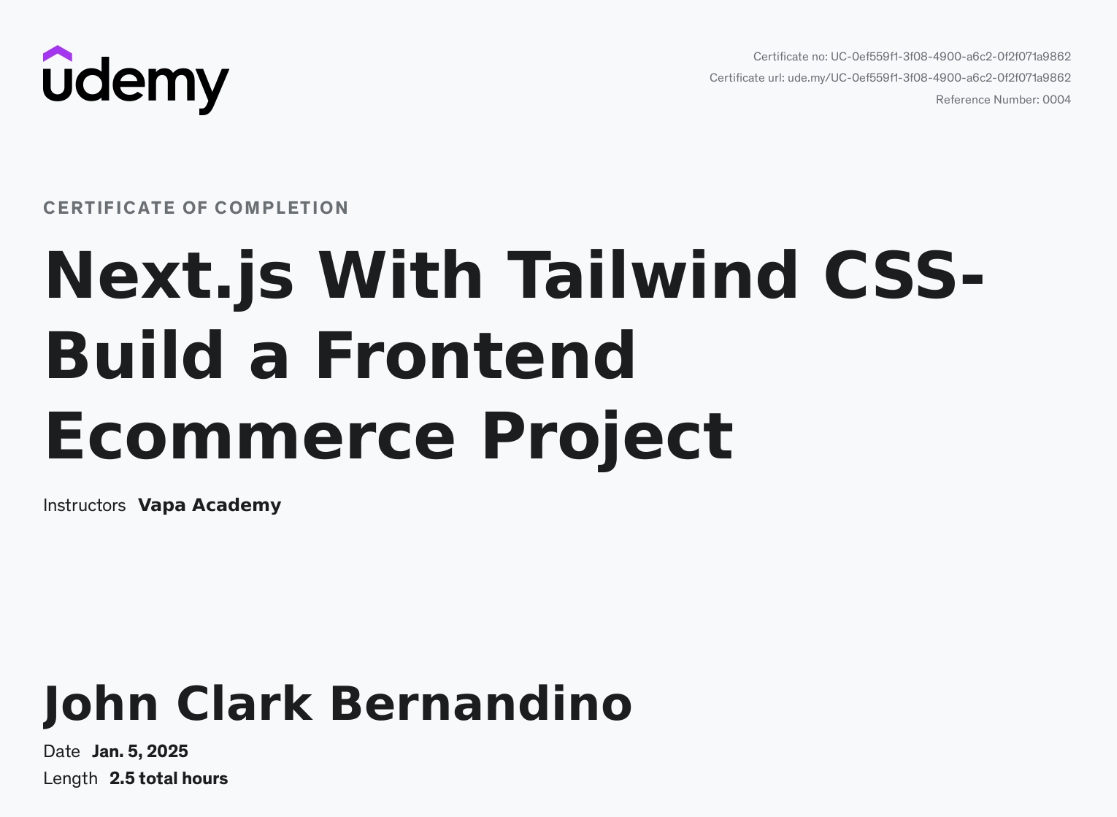 udemy
Certificate no: UC-0ef559f1-3f08-4900-a6c2-0f2f071a9862
Certificate url: ude.my/UC-0ef559f1-3f08-4900-a6c2-0f2f071a9862
Reference Number: 0004
CERTIFICATE OF COMPLETION
Next.js With Tailwind CSS-
Build a Frontend
Ecommerce Project
Instructors Vapa Academy
John Clark Bernandino
Date Jan. 5, 2025
Length 2.5 total hours